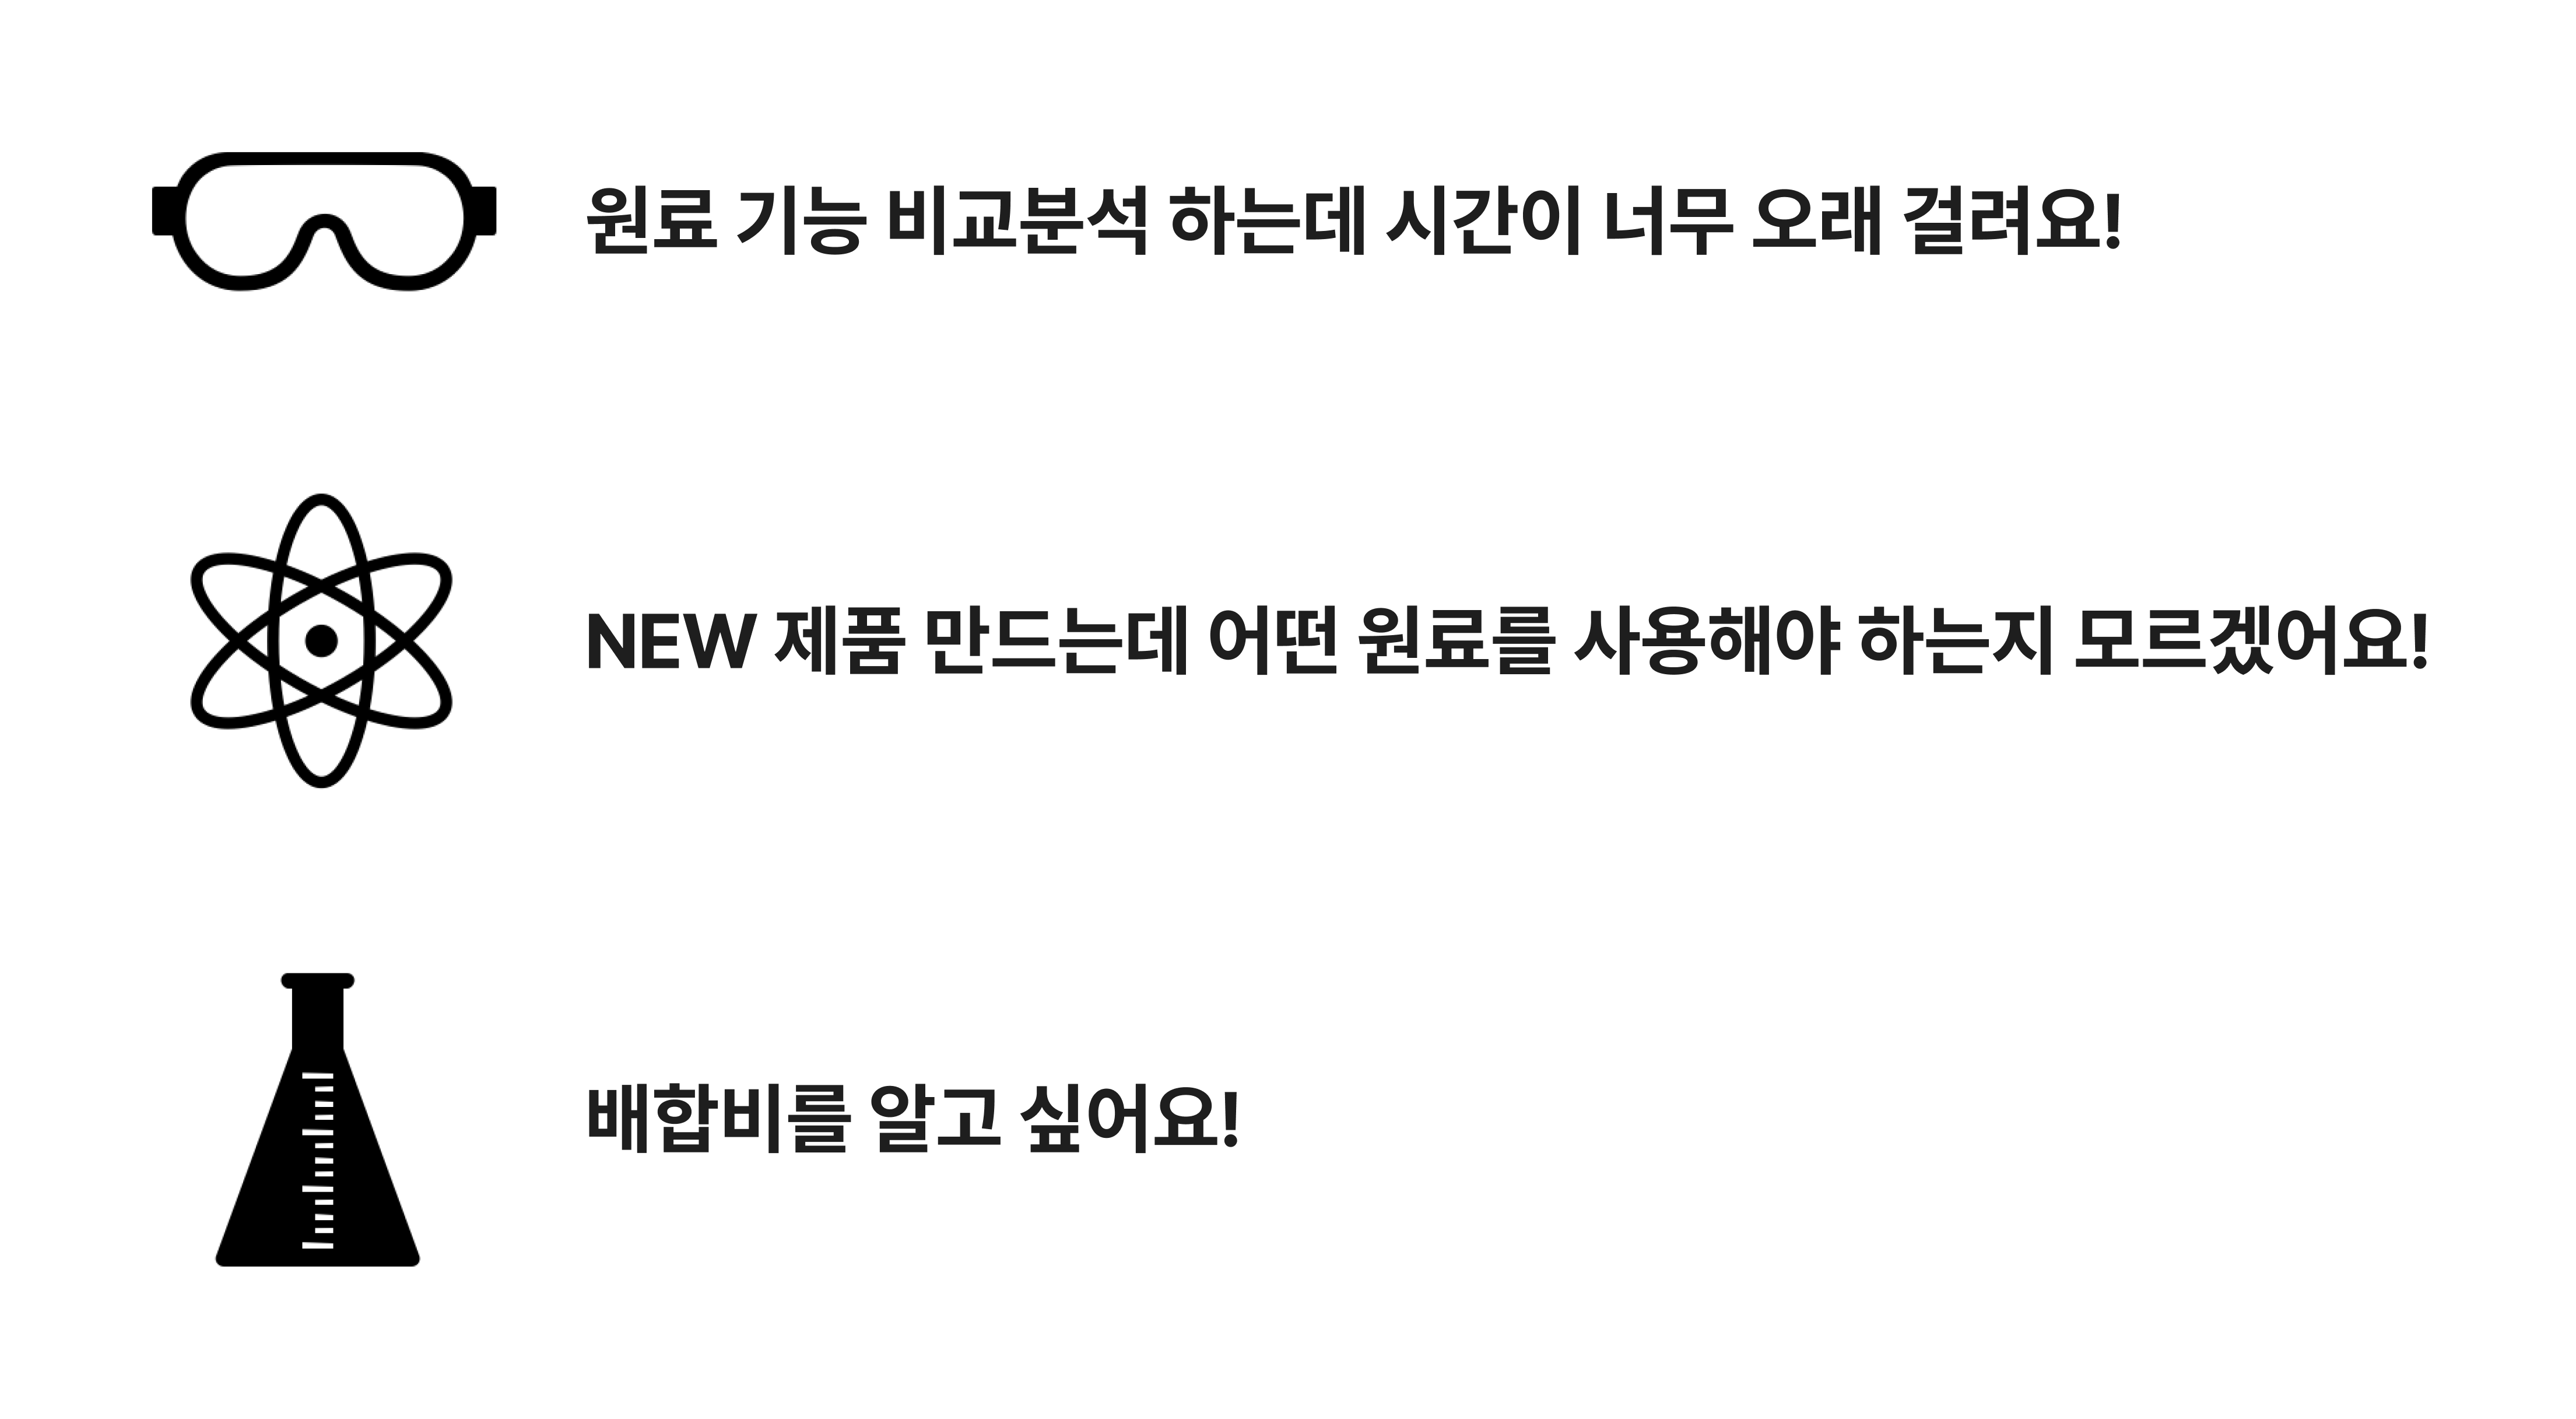 원료 기능 비교분석 하는데 시간이 너무 오래 걸려요!
NEW 제품 만드는데 어떤 원료를 사용해야 하는지 모르겠어요!
배합비를 알고 싶어요!